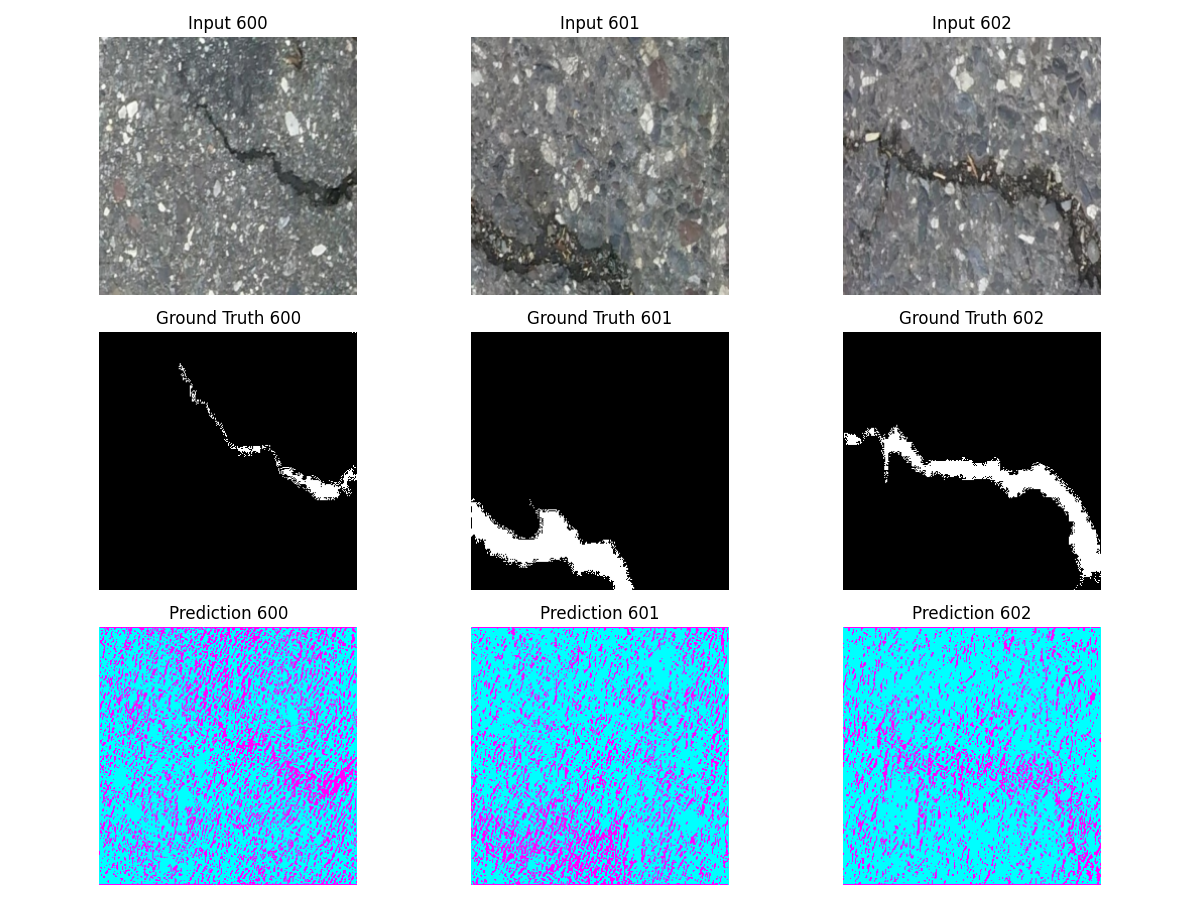 Input 600
Input 601
Input 602
Ground Truth 600
Ground Truth 601
Ground Truth 602
Prediction 600
Prediction 601
Prediction 602